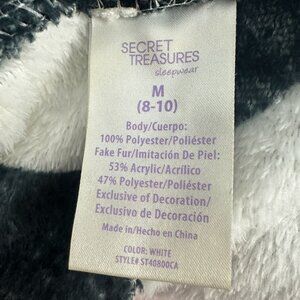 SECRET
TREASURES
sleepwear
M
(8-10)
Body/Cuerpo:
100% Polyester/Poliéster
Fake Fur/Imitación De Piel:
53% Acrylic/Acrílico
47% Polyester/Poliéster
Exclusive of Decoration/
Exclusivo de Decoración
Made in/Hecho en China
COLOR: WHITE
STYLE# ST40800CA